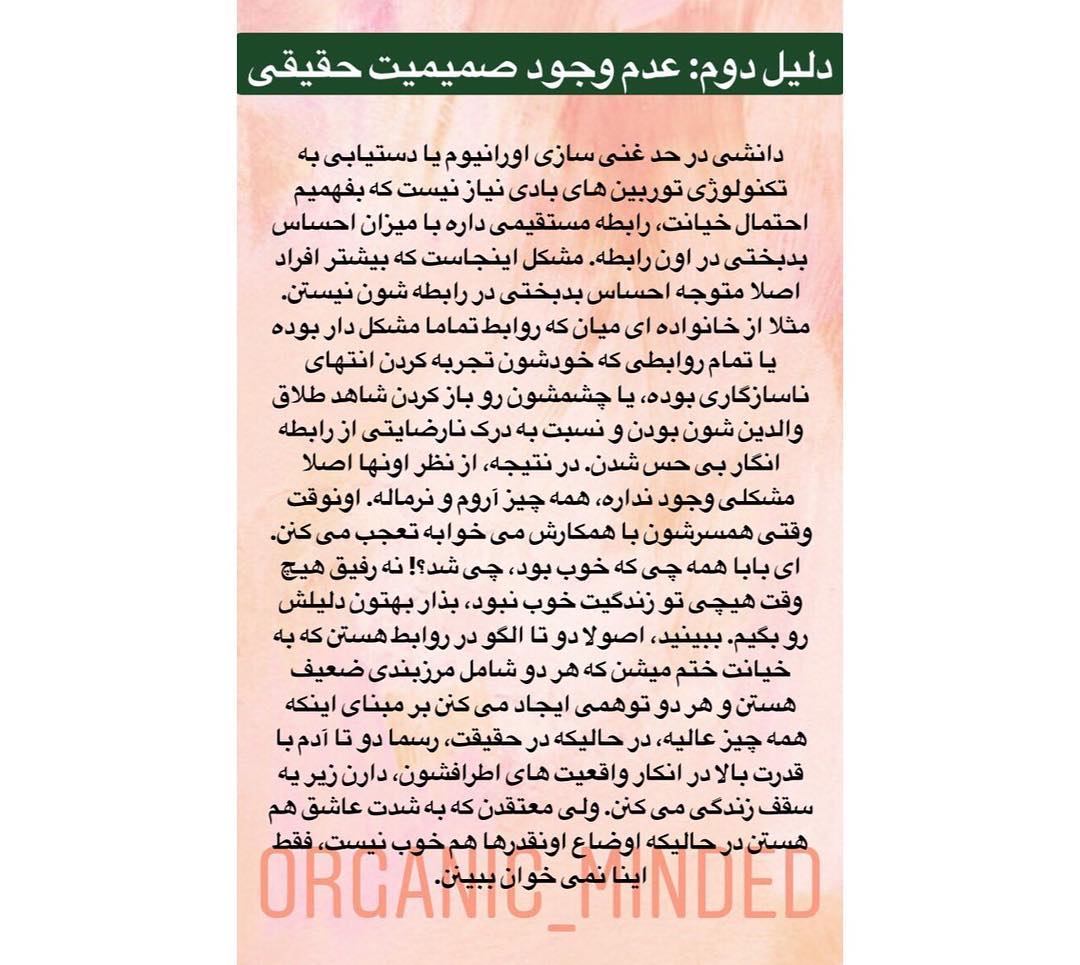 دلیل دوم: عدم وجود صمیمیت حقیقی
دانشی در حد غنی سازی اورانیوم یا دستیابی به
تکنولوژی توربین های بادی نیاز نیست که بفهمیم
احتمال خیانت، رابطه مستقیمی داره با میزان احساس
بدبختی در اون رابطه. مشکل اینجاست که بیشتر افراد
اصلا متوجه احساس بدبختی در رابطه شون نیستن.
مثلا از خانواده ای میان که روابط تماما مشکل دار بوده
یا تمام روابطی که خودشون تجربه کردن انتهای
ناسازگاری بوده، یا چشمشون رو باز کردن شاهد طلاق
والدین شون بودن و نسبت به درک نارضایتی از رابطه
انگار بی حس شدن. در نتیجه، از نظر اونها اصلا
مشکلی وجود نداره، همه چیز آروم و نرماله. اونوقت
وقتی همسرشون با همکارش می خوابه تعجب می کنن.
ای بابا همه چی که خوب بود، چی شد؟! نه رفیق هیچ
وقت هیچی تو زندگیت خوب نبود، بذار بهتون دلیلش
رو بگیم. ببینید، اصولا دو تا الگو در روابط هستن که به
خیانت ختم میشن که هر دو شامل مرزبندی ضعیف
هستن و هر دو توهمی ایجاد می کنن بر مبنای اینکه
همه چیز عالیه، در حالیکه در حقیقت، رسما دو تا آدم با
قدرت بالا در انکار واقعیت های اطرافشون، دارن زیر یه
سقف زندگی می کنن. ولی معتقدن که به شدت عاشق هم
هستن در حالیکه اوضاع اونقدرها هم خوب نیست، فقط
اینا نمی خوان ببینن.
ORGANIC_MINDED